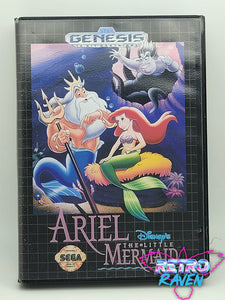 GENESIS
ARIEL
Disney's
THE LITTLE
MERMAID
SEGA
RETRO
RAVEN